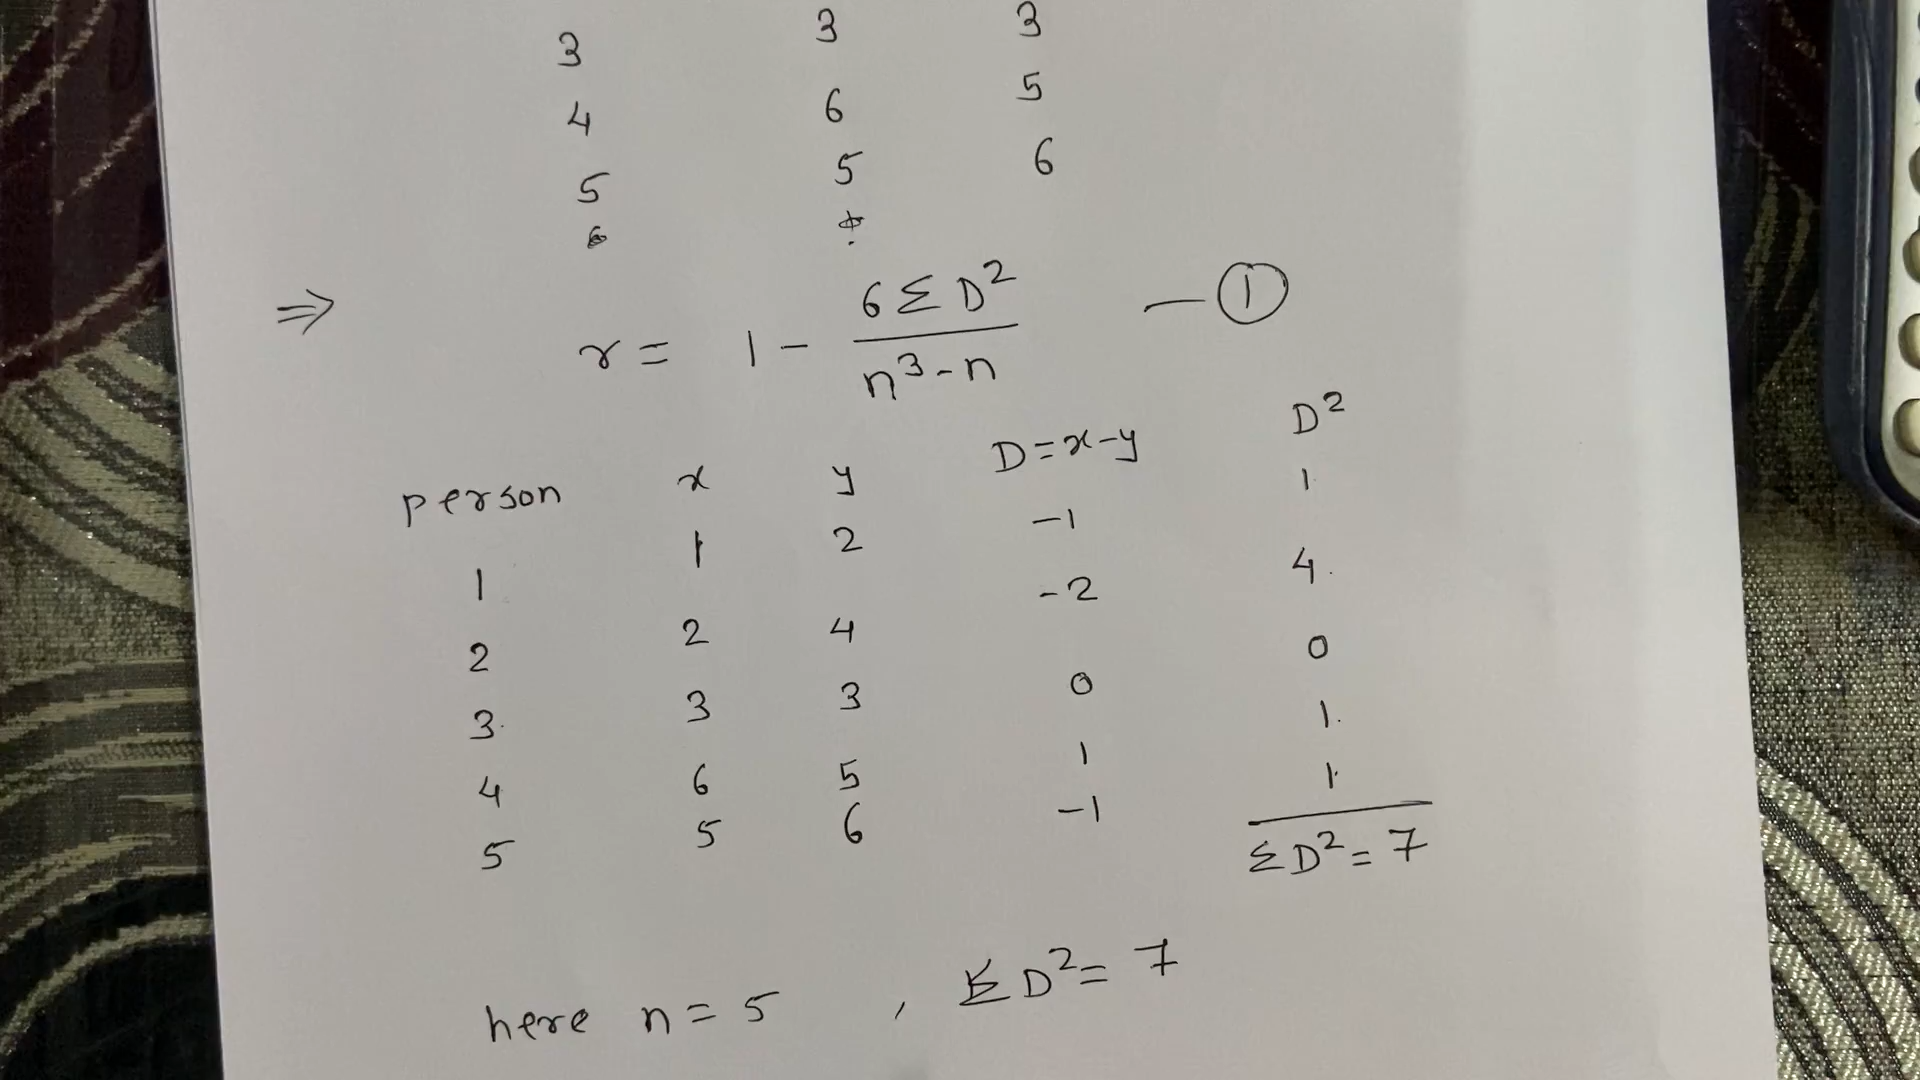 3 3 3
4 6 5
5 5 6
⇒ r = 1 - 6ΣD² / n³-n — ①
person x y D=x-y D²
1 1 2 -1 1
2 2 4 -2 4
3 3 3 0 0
4 6 5 1 1
5 5 6 -1 1
ΣD² = 7
here n = 5 , ΣD² = 7